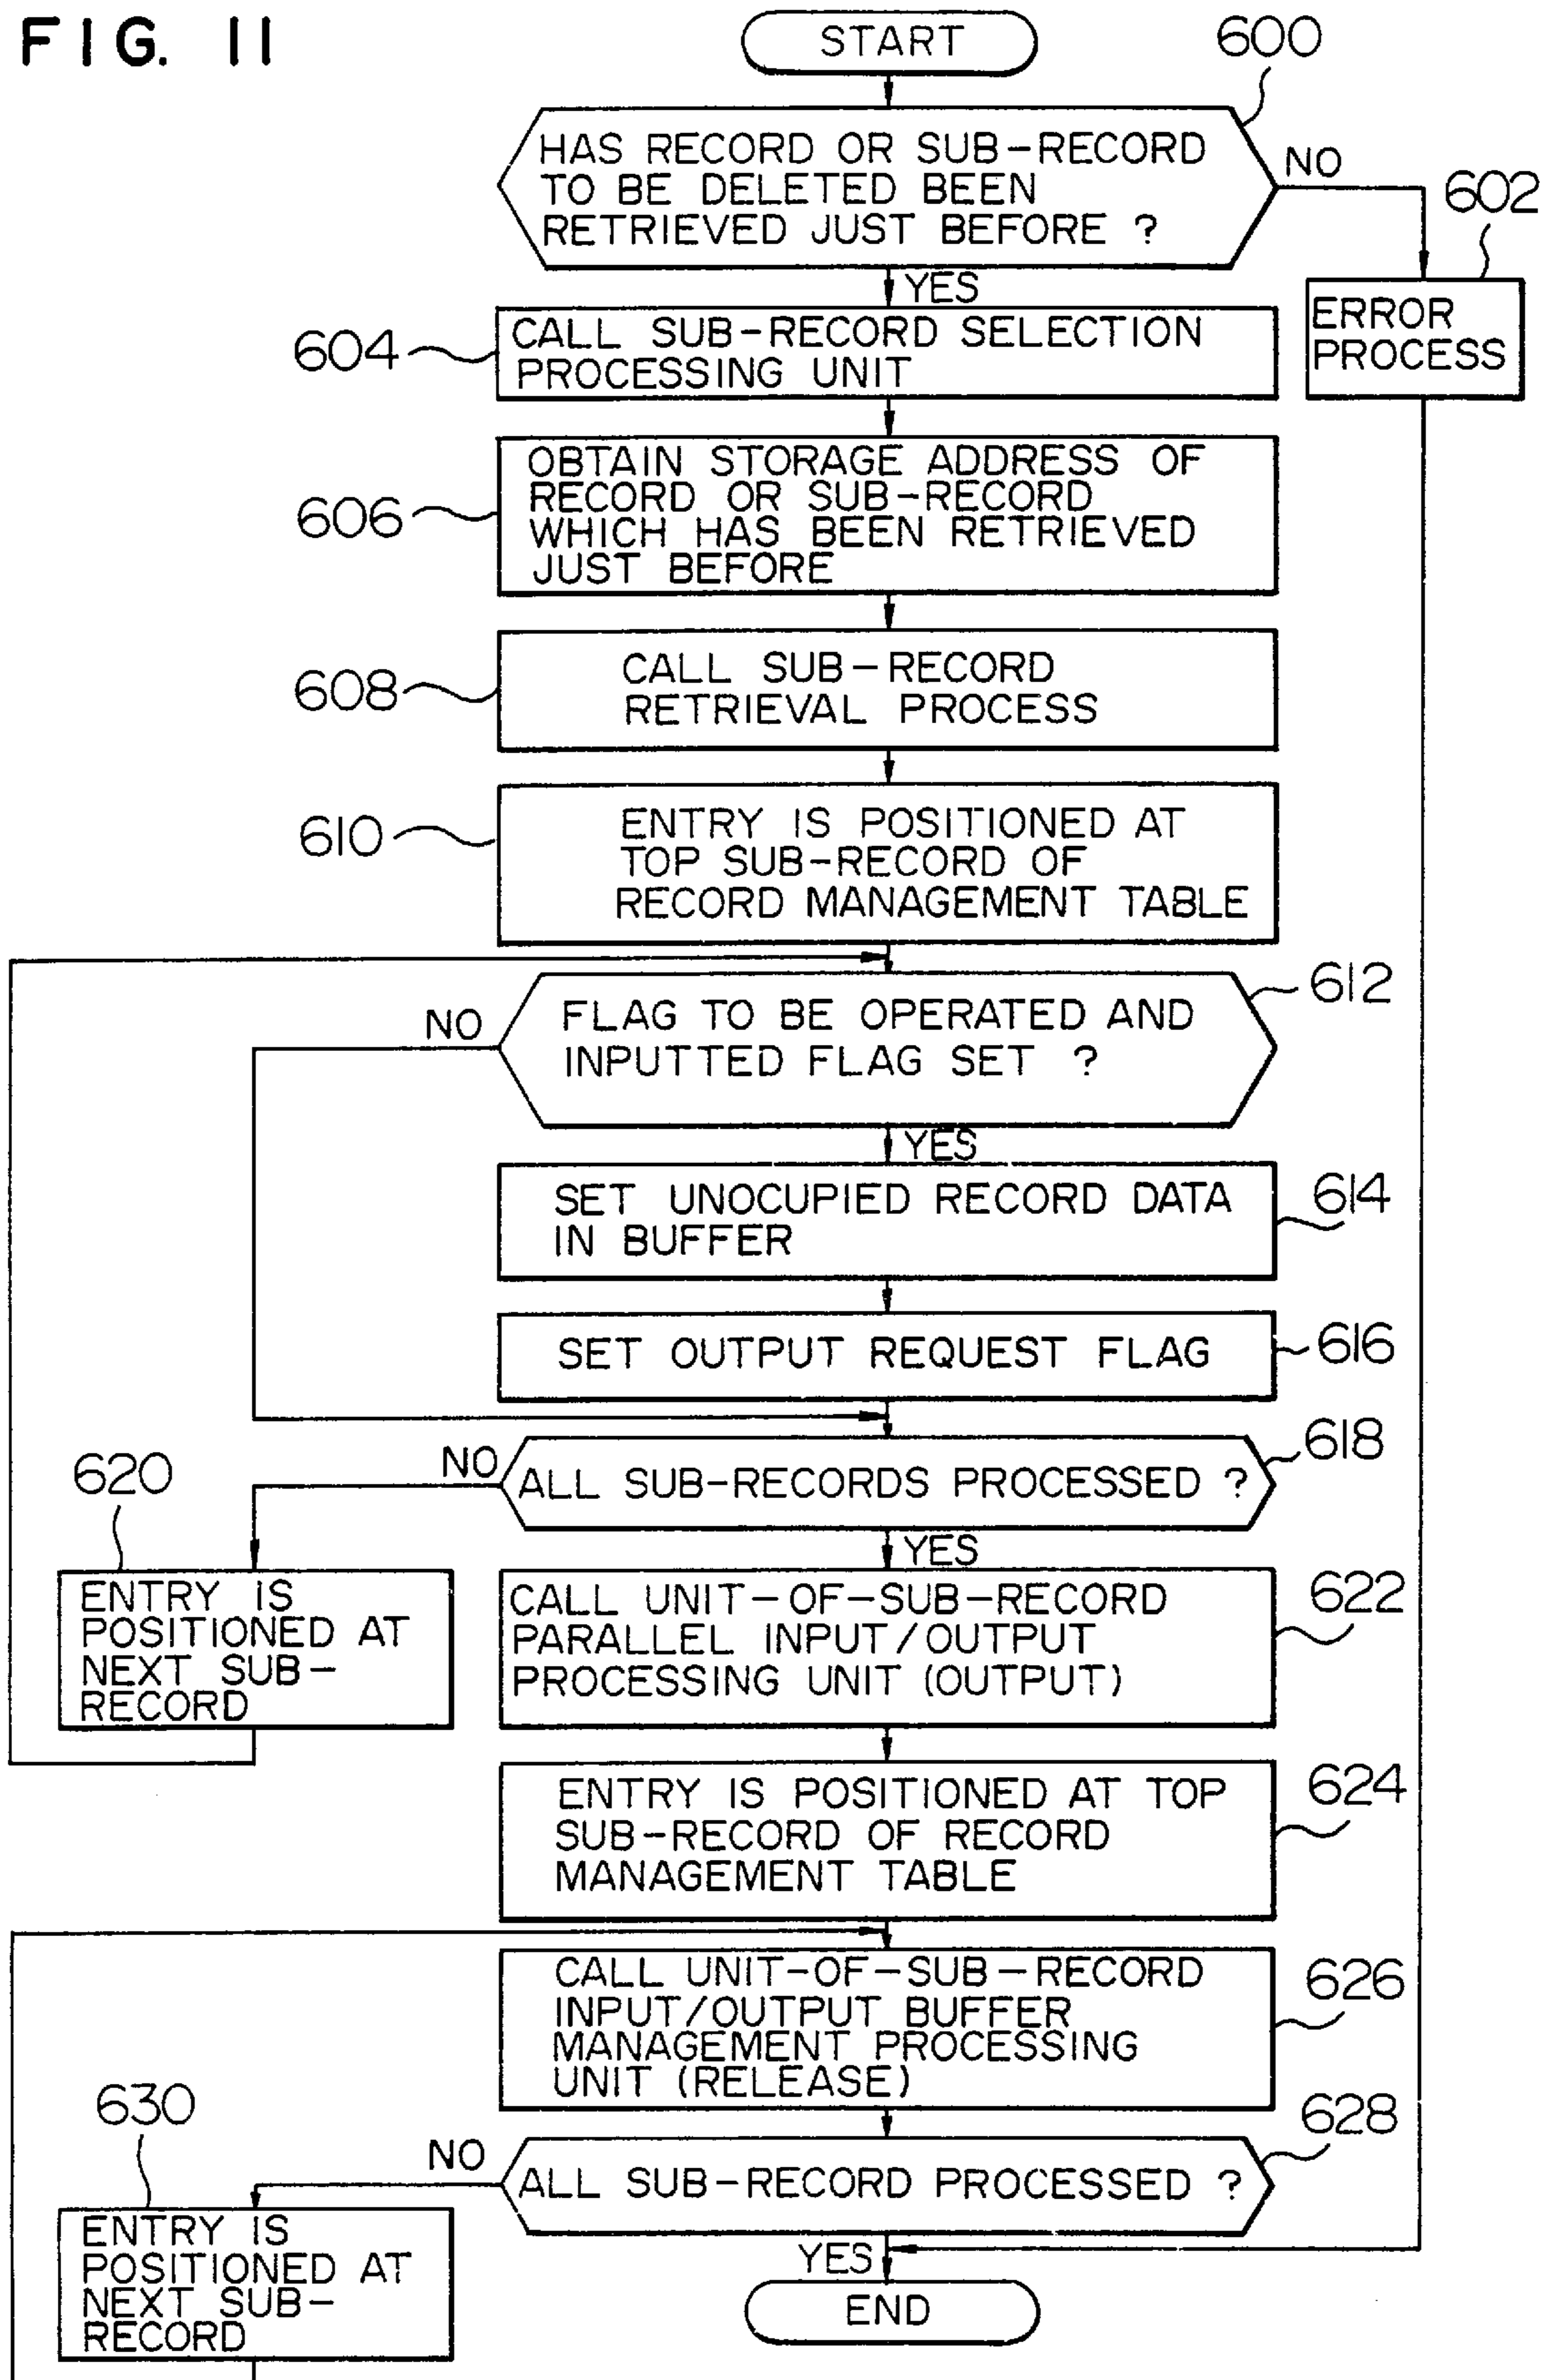 FIG. 11
START
600
HAS RECORD OR SUB-RECORD
TO BE DELETED BEEN
RETRIEVED JUST BEFORE ?
NO
602
YES
ERROR
PROCESS
604
CALL SUB-RECORD SELECTION
PROCESSING UNIT
606
OBTAIN STORAGE ADDRESS OF
RECORD OR SUB-RECORD
WHICH HAS BEEN RETRIEVED
JUST BEFORE
608
CALL SUB-RECORD
RETRIEVAL PROCESS
610
ENTRY IS POSITIONED AT
TOP SUB-RECORD OF
RECORD MANAGEMENT TABLE
612
NO
FLAG TO BE OPERATED AND
INPUTTED FLAG SET ?
YES
SET UNOCUPIED RECORD DATA
IN BUFFER
614
SET OUTPUT REQUEST FLAG
616
618
NO
ALL SUB-RECORDS PROCESSED ?
620
YES
ENTRY IS
POSITIONED AT
NEXT SUB-
RECORD
CALL UNIT-OF-SUB-RECORD
PARALLEL INPUT/OUTPUT
PROCESSING UNIT (OUTPUT)
622
ENTRY IS POSITIONED AT TOP
SUB-RECORD OF RECORD
MANAGEMENT TABLE
624
CALL UNIT-OF-SUB-RECORD
INPUT/OUTPUT BUFFER
MANAGEMENT PROCESSING
UNIT (RELEASE)
626
628
630
NO
ALL SUB-RECORD PROCESSED ?
ENTRY IS
POSITIONED AT
NEXT SUB-
RECORD
YES
END